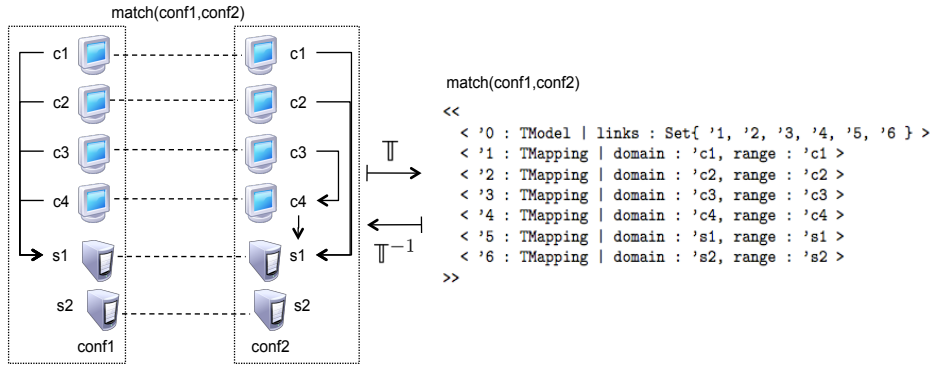 match(conf1,conf2)
c1 c1
c2 c2
c3 c3
c4 c4
s1 s1
s2 s2
conf1 conf2
𝕋
𝕋⁻¹
match(conf1,conf2)
<<
< '0 : TModel | links : Set{ '1, '2, '3, '4, '5, '6 } >
< '1 : TMapping | domain : 'c1, range : 'c1 >
< '2 : TMapping | domain : 'c2, range : 'c2 >
< '3 : TMapping | domain : 'c3, range : 'c3 >
< '4 : TMapping | domain : 'c4, range : 'c4 >
< '5 : TMapping | domain : 's1, range : 's1 >
< '6 : TMapping | domain : 's2, range : 's2 >
>>